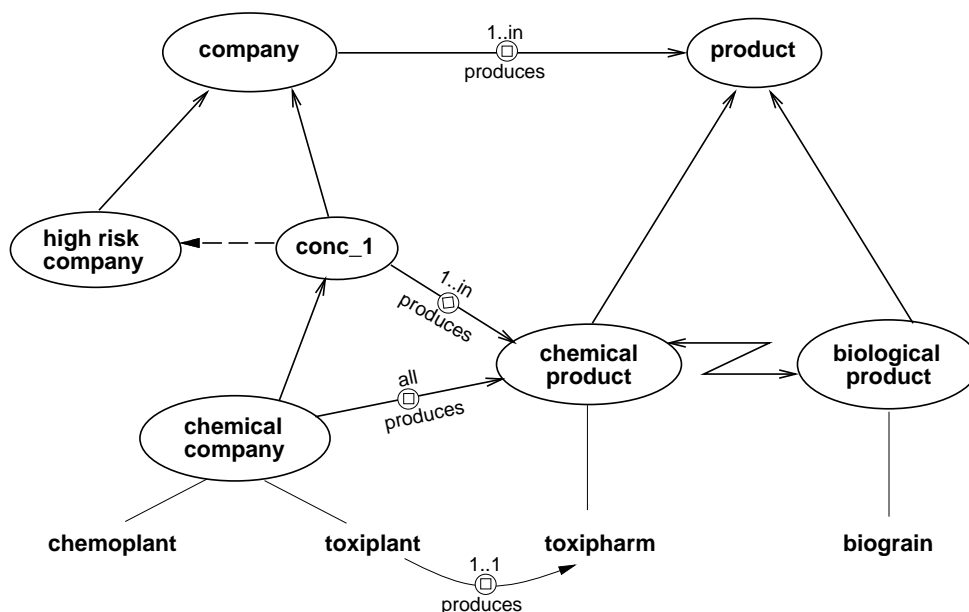 company
1..in
produces
product
high risk
company
conc_1
1..in
produces
chemical
product
biological
product
all
produces
chemical
company
chemoplant
toxiplant
toxipharm
biograin
1..1
produces